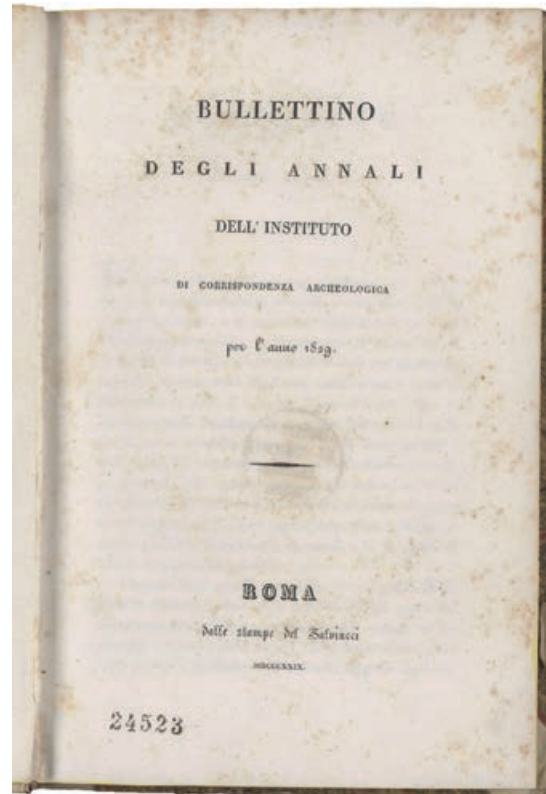 BULLETTINO
DEGLI ANNALI
DELL' INSTITUTO
DI CORRISPONDENZA ARCHEOLOGICA
per l'anno 1829.
ROMA
dalle stampe del Salviucci
MDCCCXXIX.
24523